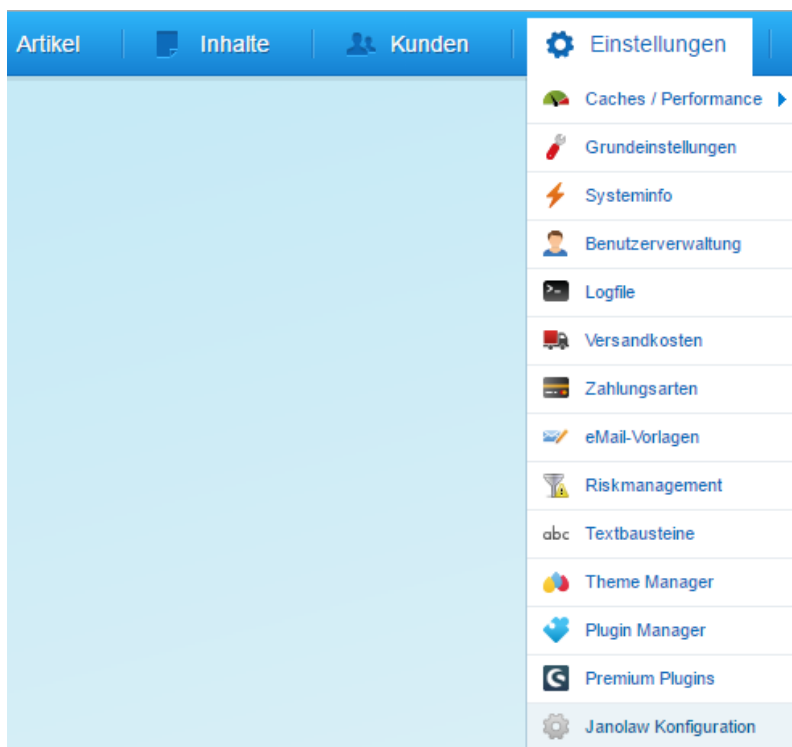 Artikel Inhalte Kunden Einstellungen
Caches / Performance
Grundeinstellungen
Systeminfo
Benutzerverwaltung
Logfile
Versandkosten
Zahlungsarten
eMail-Vorlagen
Riskmanagement
abc Textbausteine
Theme Manager
Plugin Manager
Premium Plugins
Janolaw Konfiguration